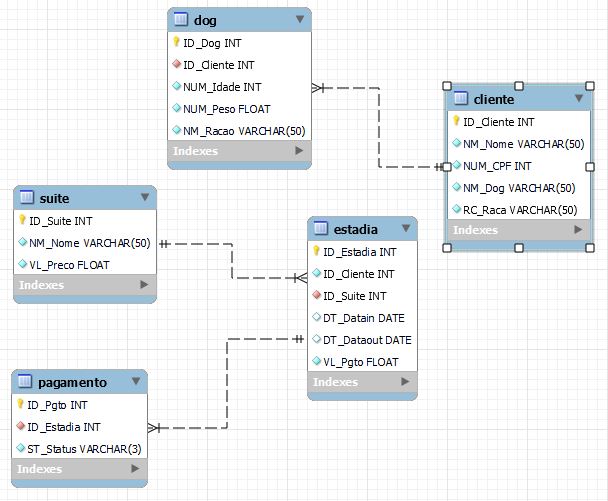 dog
ID_Dog INT
ID_Cliente INT
NUM_Idade INT
NUM_Peso FLOAT
NM_Racao VARCHAR(50)
Indexes
cliente
ID_Cliente INT
NM_Nome VARCHAR(50)
NUM_CPF INT
NM_Dog VARCHAR(50)
RC_Raca VARCHAR(50)
Indexes
suite
ID_Suite INT
NM_Nome VARCHAR(50)
VL_Preco FLOAT
Indexes
estadia
ID_Estadia INT
ID_Cliente INT
ID_Suite INT
DT_Datain DATE
DT_Dataout DATE
VL_Pgto FLOAT
Indexes
pagamento
ID_Pgto INT
ID_Estadia INT
ST_Status VARCHAR(3)
Indexes